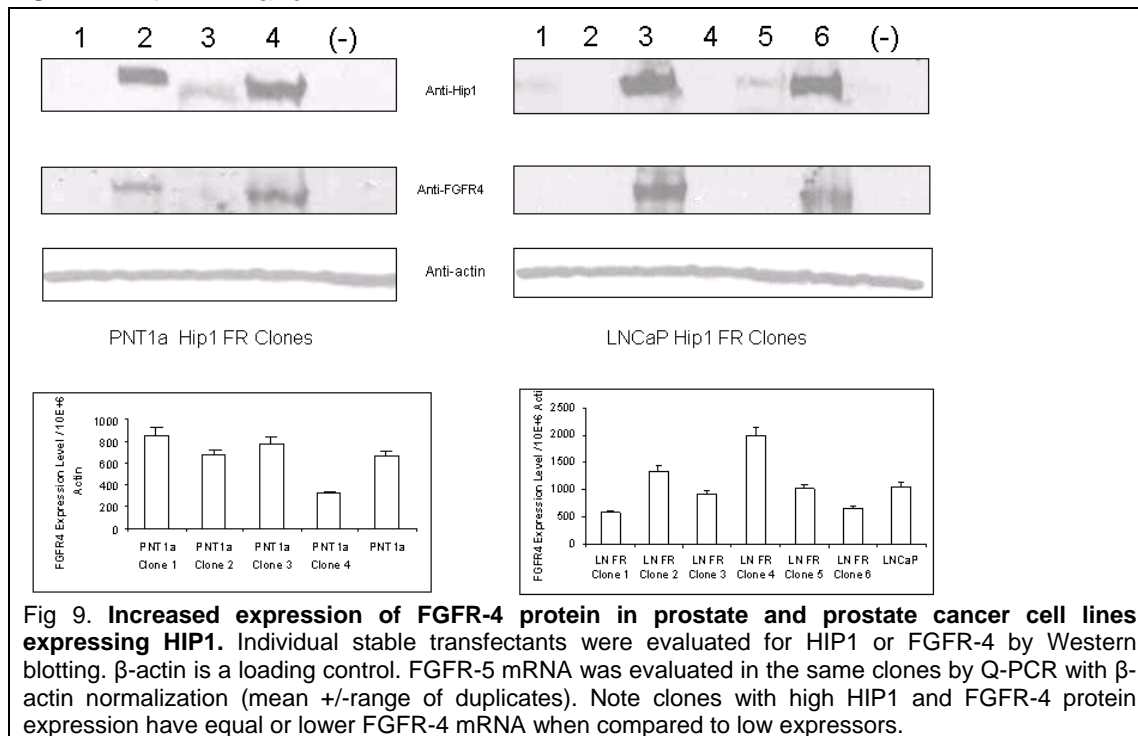 1 2 3 4 (-)
1 2 3 4 5 6 (-)
Anti-Hip1
Anti-FGFR4
Anti-actin
PNT1a Hip1 FR Clones
LNCaP Hip1 FR Clones
FGFR4 Expression Level /10E+6
Actin
1000
800
600
400
200
0
PNT1a
Clone 1
PNT1a
Clone 2
PNT1a
Clone 3
PNT1a
Clone 4
PNT1a
FGFR4 Expression Level /10E+6 Acti
2500
2000
1500
1000
500
0
LN FR
Clone 1
LN FR
Clone 2
LN FR
Clone 3
LN FR
Clone 4
LN FR
Clone 5
LN FR
Clone 6
LNCaP
Fig 9. Increased expression of FGFR-4 protein in prostate and prostate cancer cell lines
expressing HIP1. Individual stable transfectants were evaluated for HIP1 or FGFR-4 by Western
blotting. β-actin is a loading control. FGFR-5 mRNA was evaluated in the same clones by Q-PCR with β-
actin normalization (mean +/-range of duplicates). Note clones with high HIP1 and FGFR-4 protein
expression have equal or lower FGFR-4 mRNA when compared to low expressors.